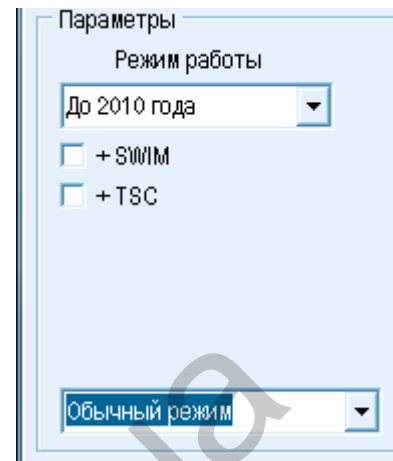 Параметры
Режим работы
До 2010 года
+ SWIM
+ TSC
Обычный режим